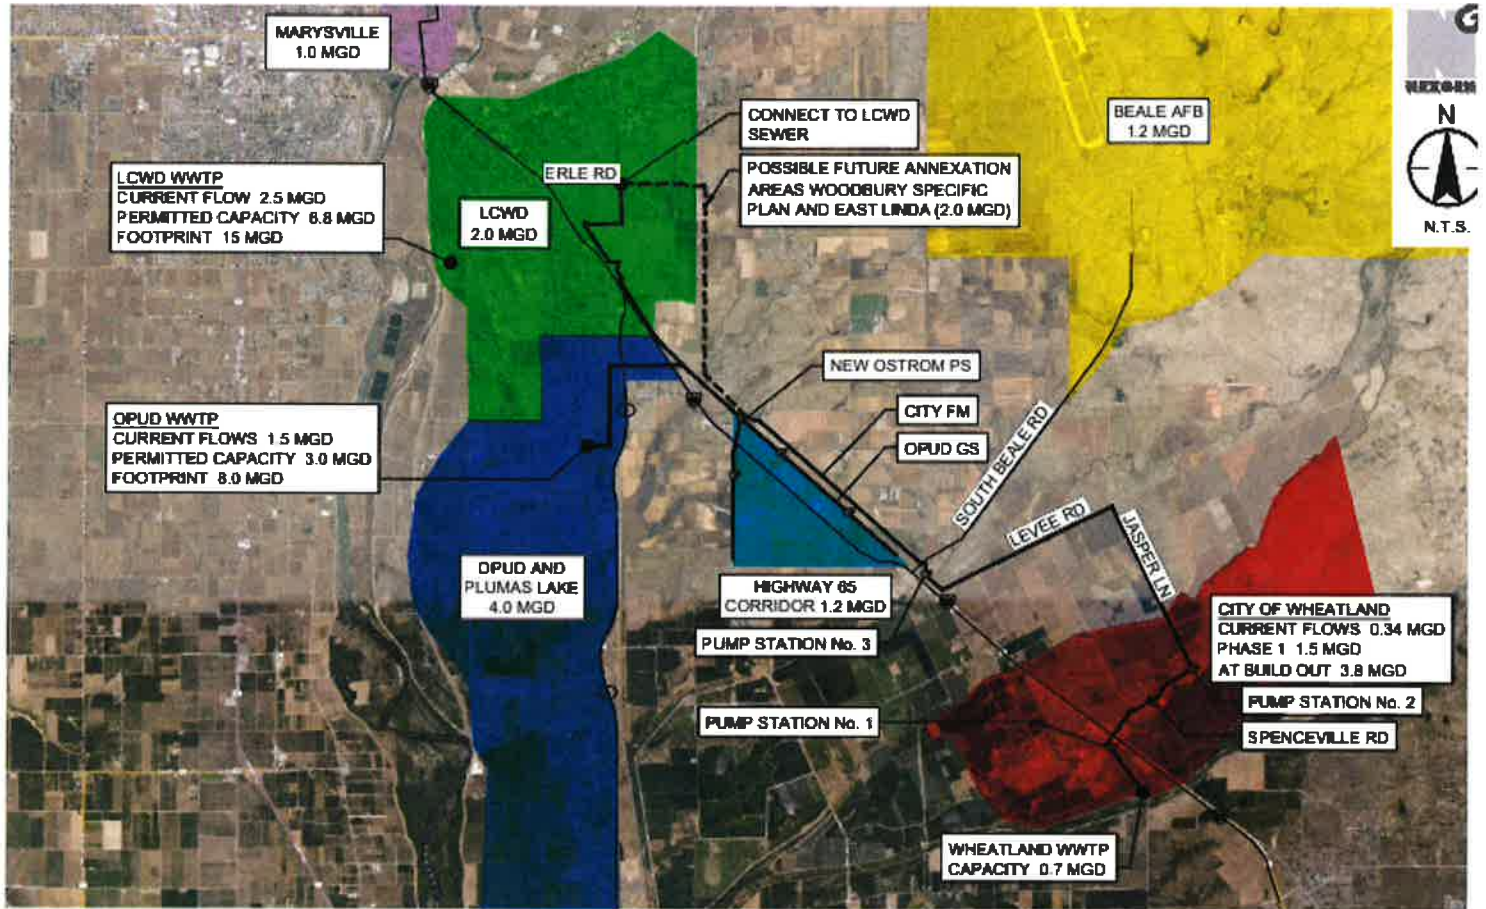 MARYSVILLE
1.0 MGD
N
N.T.S.
CONNECT TO LCWD
SEWER
BEALE AFB
1.2 MGD
POSSIBLE FUTURE ANNEXATION
AREAS WOODBURY SPECIFIC
PLAN AND EAST LINDA (2.0 MGD)
ERLE RD
LCWD WWTP
CURRENT FLOW 2.5 MGD
PERMITTED CAPACITY 6.8 MGD
FOOTPRINT 15 MGD
LCWD
2.0 MGD
NEW OSTROM PS
CITY FM
OPUD GS
OPUD WWTP
CURRENT FLOWS 1.5 MGD
PERMITTED CAPACITY 3.0 MGD
FOOTPRINT 8.0 MGD
SOUTH BEALE RD
LEVEE RD
JASPER LN
OPUD AND
PLUMAS LAKE
4.0 MGD
HIGHWAY 65
CORRIDOR 1.2 MGD
PUMP STATION No. 3
CITY OF WHEATLAND
CURRENT FLOWS 0.34 MGD
PHASE 1 1.5 MGD
AT BUILD OUT 3.8 MGD
PUMP STATION No. 2
PUMP STATION No. 1
SPENCEVILLE RD
WHEATLAND WWTP
CAPACITY 0.7 MGD